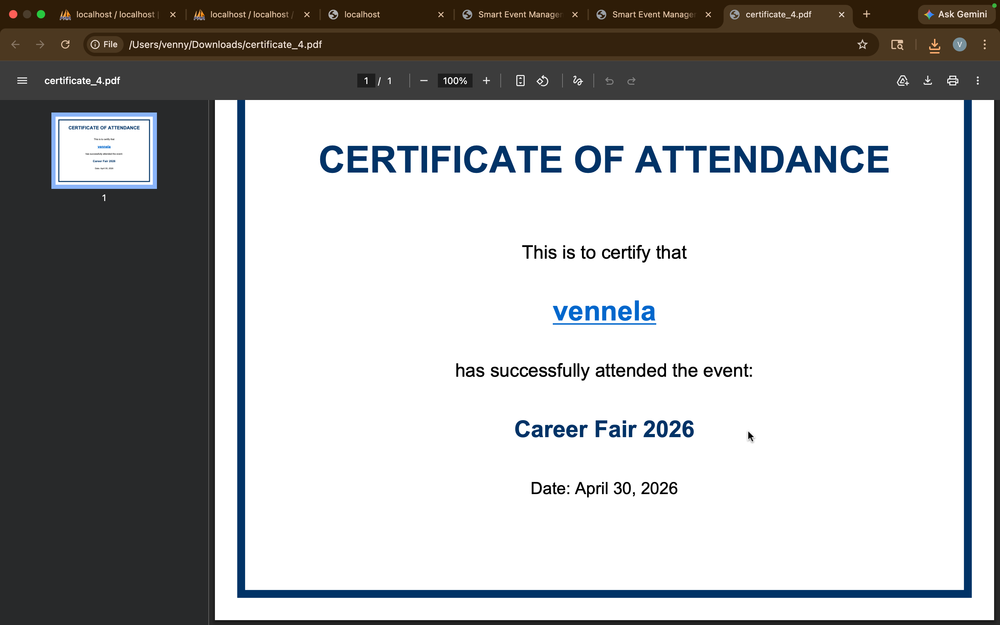 localhost / localhost |
localhost / localhost /
localhost
Smart Event Manager
Smart Event Manager
certificate_4.pdf
Ask Gemini
File
/Users/venny/Downloads/certificate_4.pdf
V
certificate_4.pdf
1 / 1
100%
CERTIFICATE OF ATTENDANCE
This is to certify that
vennela
has successfully attended the event:
Career Fair 2026
Date: April 30, 2026
1
CERTIFICATE OF ATTENDANCE
This is to certify that
vennela
has successfully attended the event:
Career Fair 2026
Date: April 30, 2026